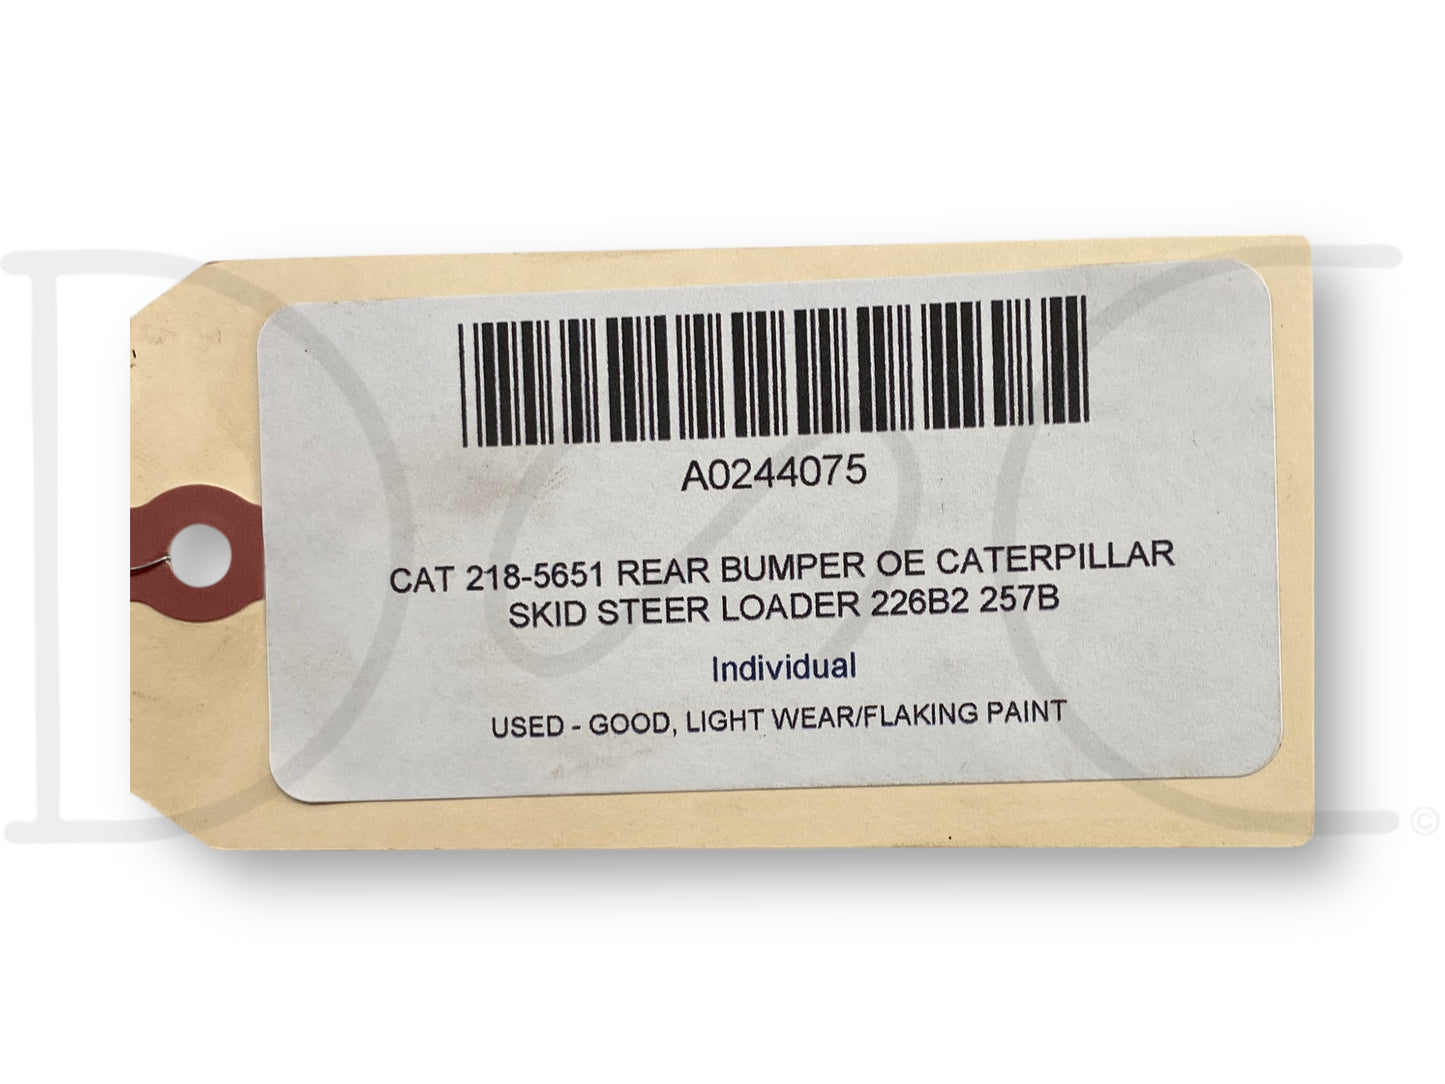 A0244075
CAT 218-5651 REAR BUMPER OE CATERPILLAR
SKID STEER LOADER 226B2 257B
Individual
USED - GOOD, LIGHT WEAR/FLAKING PAINT
D&C ©